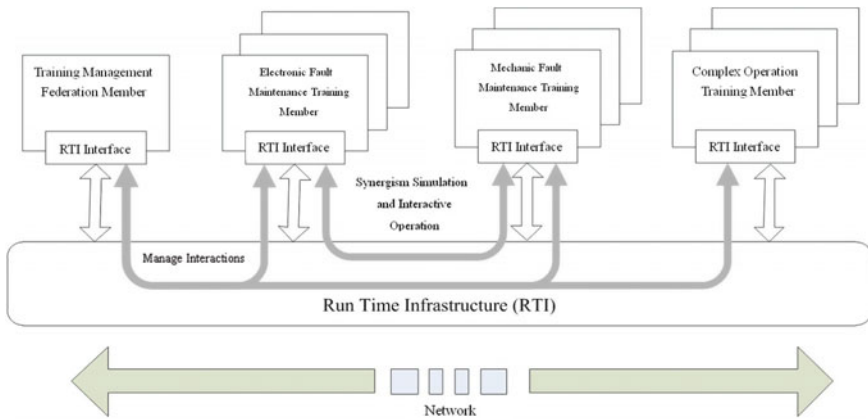 Training Management
Federation Member
RTI Interface
Electronic Fault
Maintenance Training
Member
RTI Interface
Mechanic Fault
Maintenance Training
Member
RTI Interface
Complex Operation
Training Member
RTI Interface
Synergism Simulation
and Interactive
Operation
Manage Interactions
Run Time Infrastructure (RTI)
Network